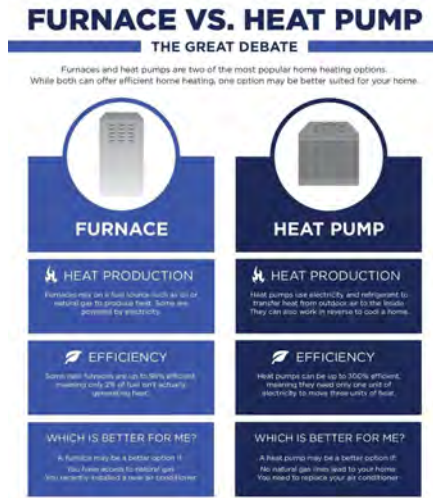 FURNACE VS. HEAT PUMP
THE GREAT DEBATE
Furnaces and heat pumps are two of the most popular home heating options.
While both can offer efficient home heating, one option may be better suited for your home.
FURNACE
HEAT PRODUCTION
Furnaces rely on a fuel source such as oil or
natural gas to produce heat. Some are
powered by electricity.
EFFICIENCY
Some new furnaces are up to 98% efficient,
meaning only 2% of fuel isn't actually
generating heat.
WHICH IS BETTER FOR ME?
A furnace may be a better option if:
You have access to natural gas
You recently installed a new air conditioner
HEAT PUMP
HEAT PRODUCTION
Heat pumps use electricity and refrigerant to
transfer heat from outdoor air to the inside.
They can also work in reverse to cool a home.
EFFICIENCY
Heat pumps can be up to 300% efficient,
meaning they need only one unit of
electricity to move three units of heat.
WHICH IS BETTER FOR ME?
A heat pump may be a better option if:
No natural gas lines lead to your home
You need to replace your air conditioner